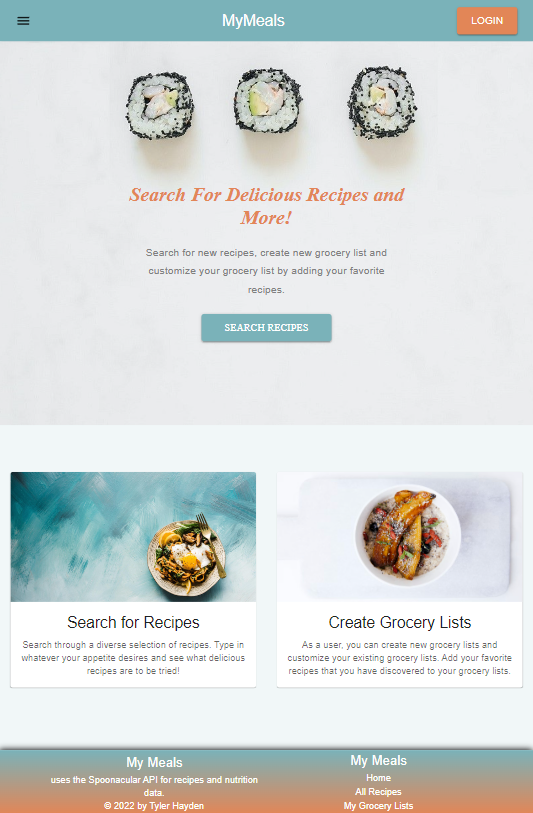 MyMeals
LOGIN
Search For Delicious Recipes and
More!
Search for new recipes, create new grocery list and
customize your grocery list by adding your favorite
recipes.
SEARCH RECIPES
Search for Recipes
Search through a diverse selection of recipes. Type in
whatever your appetite desires and see what delicious
recipes are to be tried!
Create Grocery Lists
As a user, you can create new grocery lists and
customize your existing grocery lists. Add your favorite
recipes that you have discovered to your grocery lists.
My Meals
uses the Spoonacular API for recipes and nutrition
data.
© 2022 by Tyler Hayden
My Meals
Home
All Recipes
My Grocery Lists